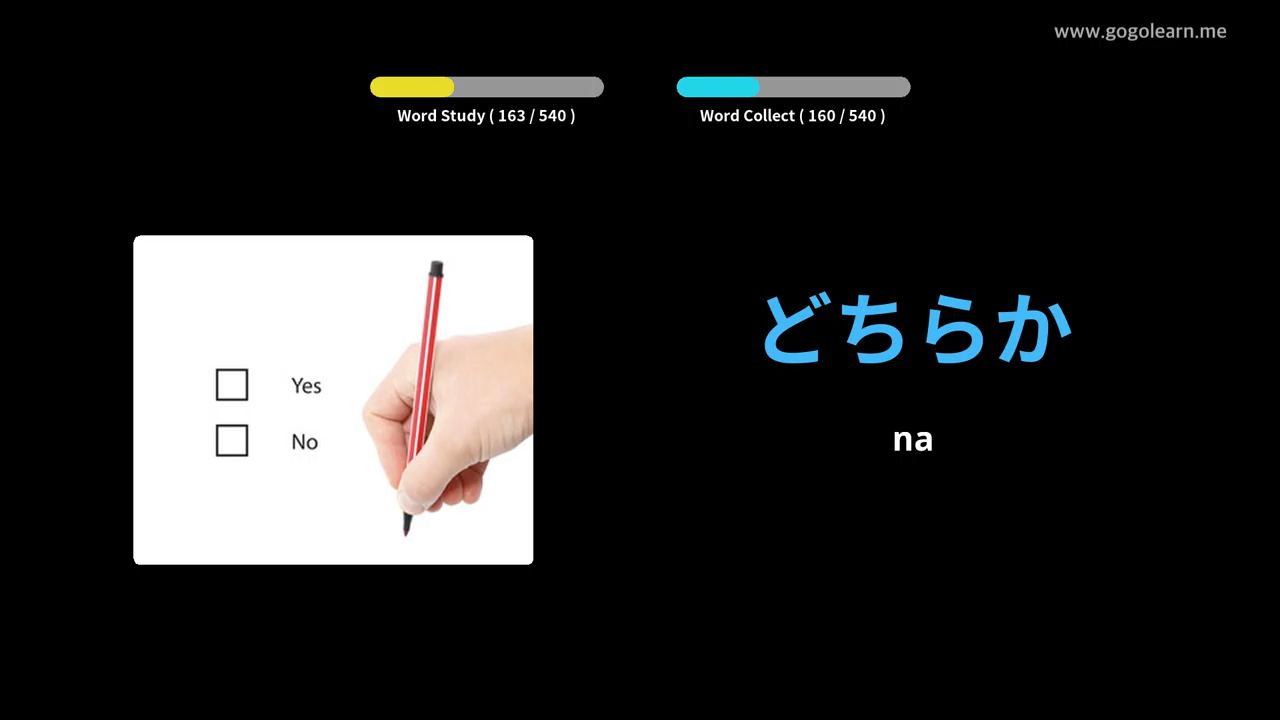 www.gogolearn.me
Word Study ( 163 / 540 )
Word Collect ( 160 / 540 )
Yes
No
どちらか
na